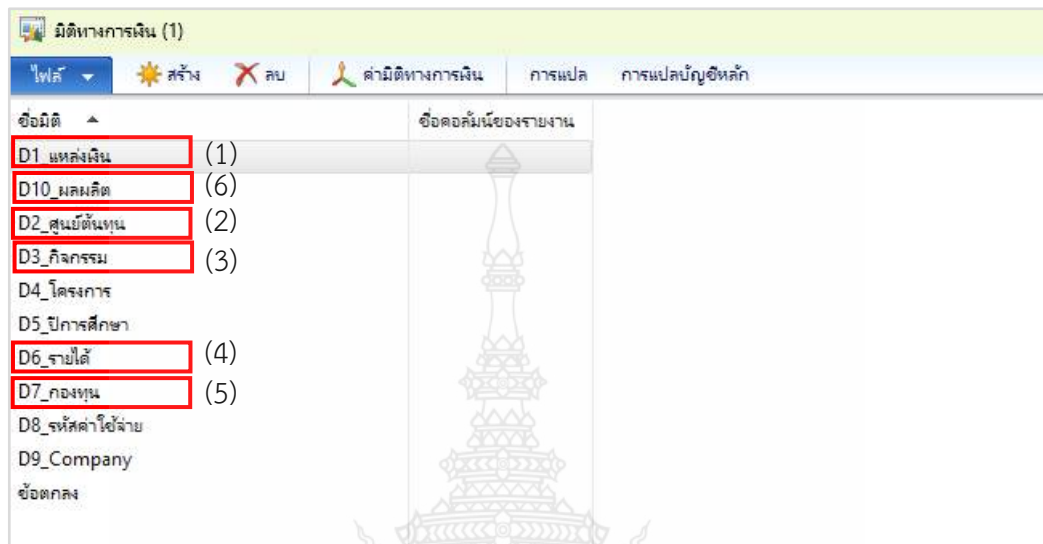 มิติทางการเงิน (1)
ไฟล์ สร้าง ลบ ค่ามิติทางการเงิน การแปล การแปลบัญชีหลัก
ชื่อมิติ ชื่อคอลัมน์ของรายงาน
D1_แหล่งเงิน (1)
D10_ผลผลิต (6)
D2_ศูนย์ต้นทุน (2)
D3_กิจกรรม (3)
D4_โครงการ
D5_ปีการศึกษา
D6_รายได้ (4)
D7_กองทุน (5)
D8_รหัสค่าใช้จ่าย
D9_Company
ข้อตกลง